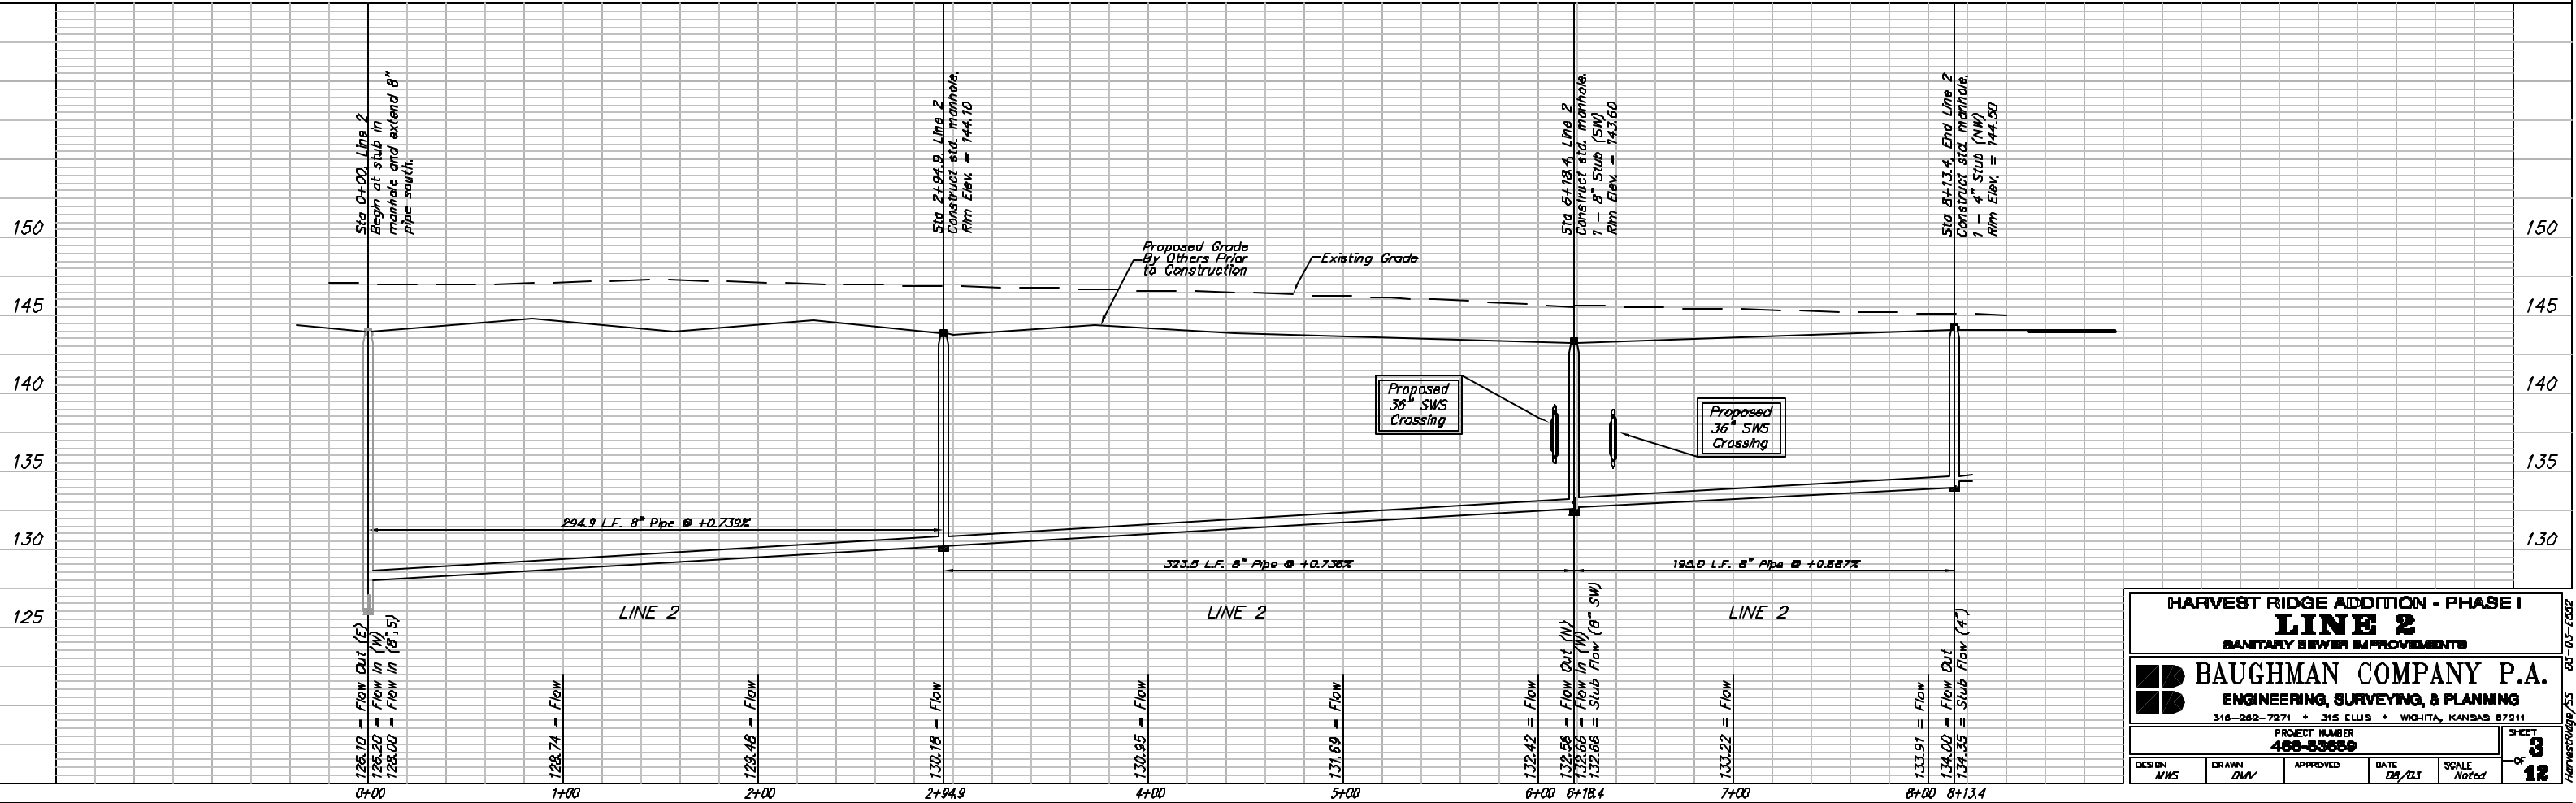 Sta 0+00, Line 2
Begin at stub in
manhole and extend 8"
pipe south.
Sta 2+94.9, Line 2
Construct std. manhole.
Rim Elev. = 144.10
Sta 6+18.4, Line 2
Construct std. manhole.
1 - 8" Stub (SW)
Rim Elev. = 143.60
Sta 8+13.4, End Line 2
Construct std. manhole.
1 - 4" Stub (NW)
Rim Elev. = 144.50
150
150
145
145
140
140
135
135
130
130
125
Proposed Grade
By Others Prior
to Construction
Existing Grade
Proposed
36" SWS
Crossing
Proposed
36" SWS
Crossing
294.9 L.F. 8" Pipe @ +0.739%
323.5 L.F. 8" Pipe @ +0.736%
195.0 L.F. 8" Pipe @ +0.687%
LINE 2
LINE 2
LINE 2
126.10 = Flow Out (E)
126.20 = Flow In (W)
128.00 = Flow In (8",S)
128.74 = Flow
129.48 = Flow
130.18 = Flow
130.95 = Flow
131.69 = Flow
132.42 = Flow
132.56 = Flow Out (N)
132.66 = Flow In (W)
132.66 = Stub Flow (8" SW)
133.22 = Flow
133.91 = Flow
134.00 = Flow Out
134.35 = Stub Flow (4")
0+00
1+00
2+00
2+94.9
4+00
5+00
6+00
6+18.4
7+00
8+00
8+13.4
HARVEST RIDGE ADDITION - PHASE I
LINE 2
SANITARY SEWER IMPROVEMENTS
BAUGHMAN COMPANY P.A.
ENGINEERING, SURVEYING, & PLANNING
316-262-7271 + 315 ELLIS + WICHITA, KANSAS 67211
PROJECT NUMBER
468-83659
SHEET
3
OF
12
DESIGN
NWS
DRAWN
DMV
APPROVED
DATE
08/03
SCALE
Noted
HarvestRidge/SS